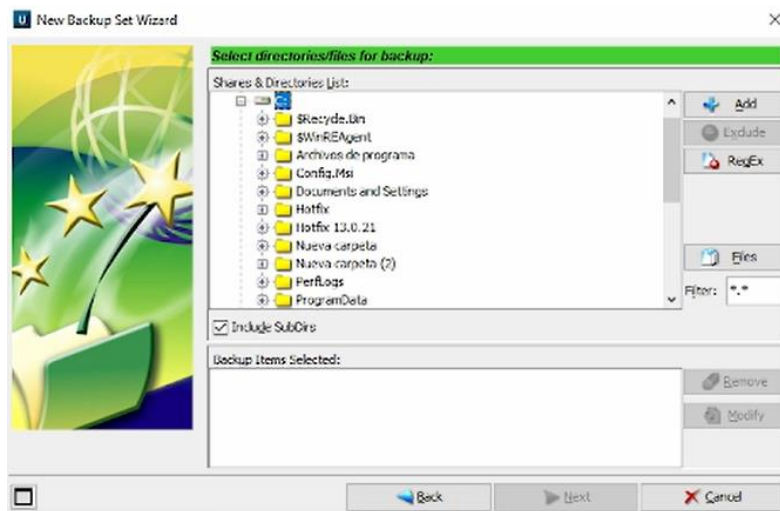 New Backup Set Wizard
Select directories/files for backup:
Shares & Directories List:
C:\
$Recycle.Bin
$WinREAgent
Archivos de programa
Config.Msi
Documents and Settings
Hotfix
Hotfix 13.0.21
Nueva carpeta
Nueva carpeta (2)
PerfLogs
ProgramData
Add
Exclude
RegEx
Files
Filter: *.*
Include SubDirs
Backup Items Selected:
Remove
Modify
Back
Next
Cancel